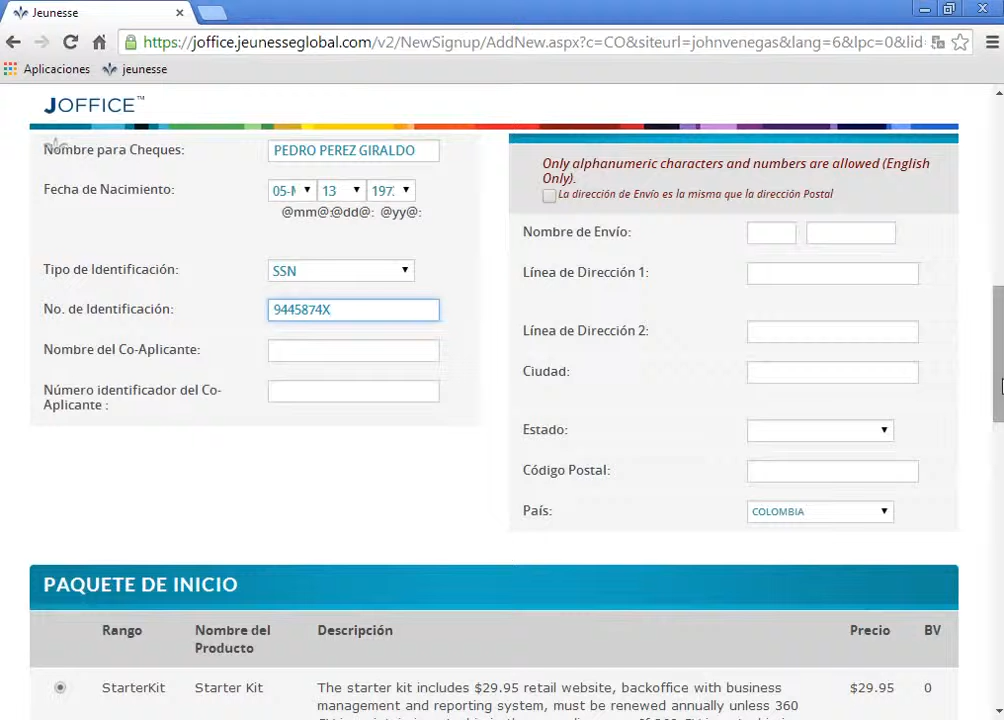 Jeunesse
https://joffice.jeunesseglobal.com/v2/NewSignup/AddNew.aspx?c=CO&siteurl=johnvenegas&lang=6&lpc=0&lid
Aplicaciones jeunesse
JOFFICE™
Nombre para Cheques: PEDRO PEREZ GIRALDO
Fecha de Nacimiento: 05-M 13 197
@mm@:@dd@: @yy@:
Tipo de Identificación: SSN
No. de Identificación: 9445874X
Nombre del Co-Aplicante:
Número identificador del Co-
Aplicante :
Only alphanumeric characters and numbers are allowed (English
Only).
La dirección de Envío es la misma que la dirección Postal
Nombre de Envío:
Línea de Dirección 1:
Línea de Dirección 2:
Ciudad:
Estado:
Código Postal:
País: COLOMBIA
PAQUETE DE INICIO
Rango Nombre del Descripción Precio BV
Producto
StarterKit Starter Kit The starter kit includes $29.95 retail website, backoffice with business $29.95 0
management and reporting system, must be renewed annually unless 360